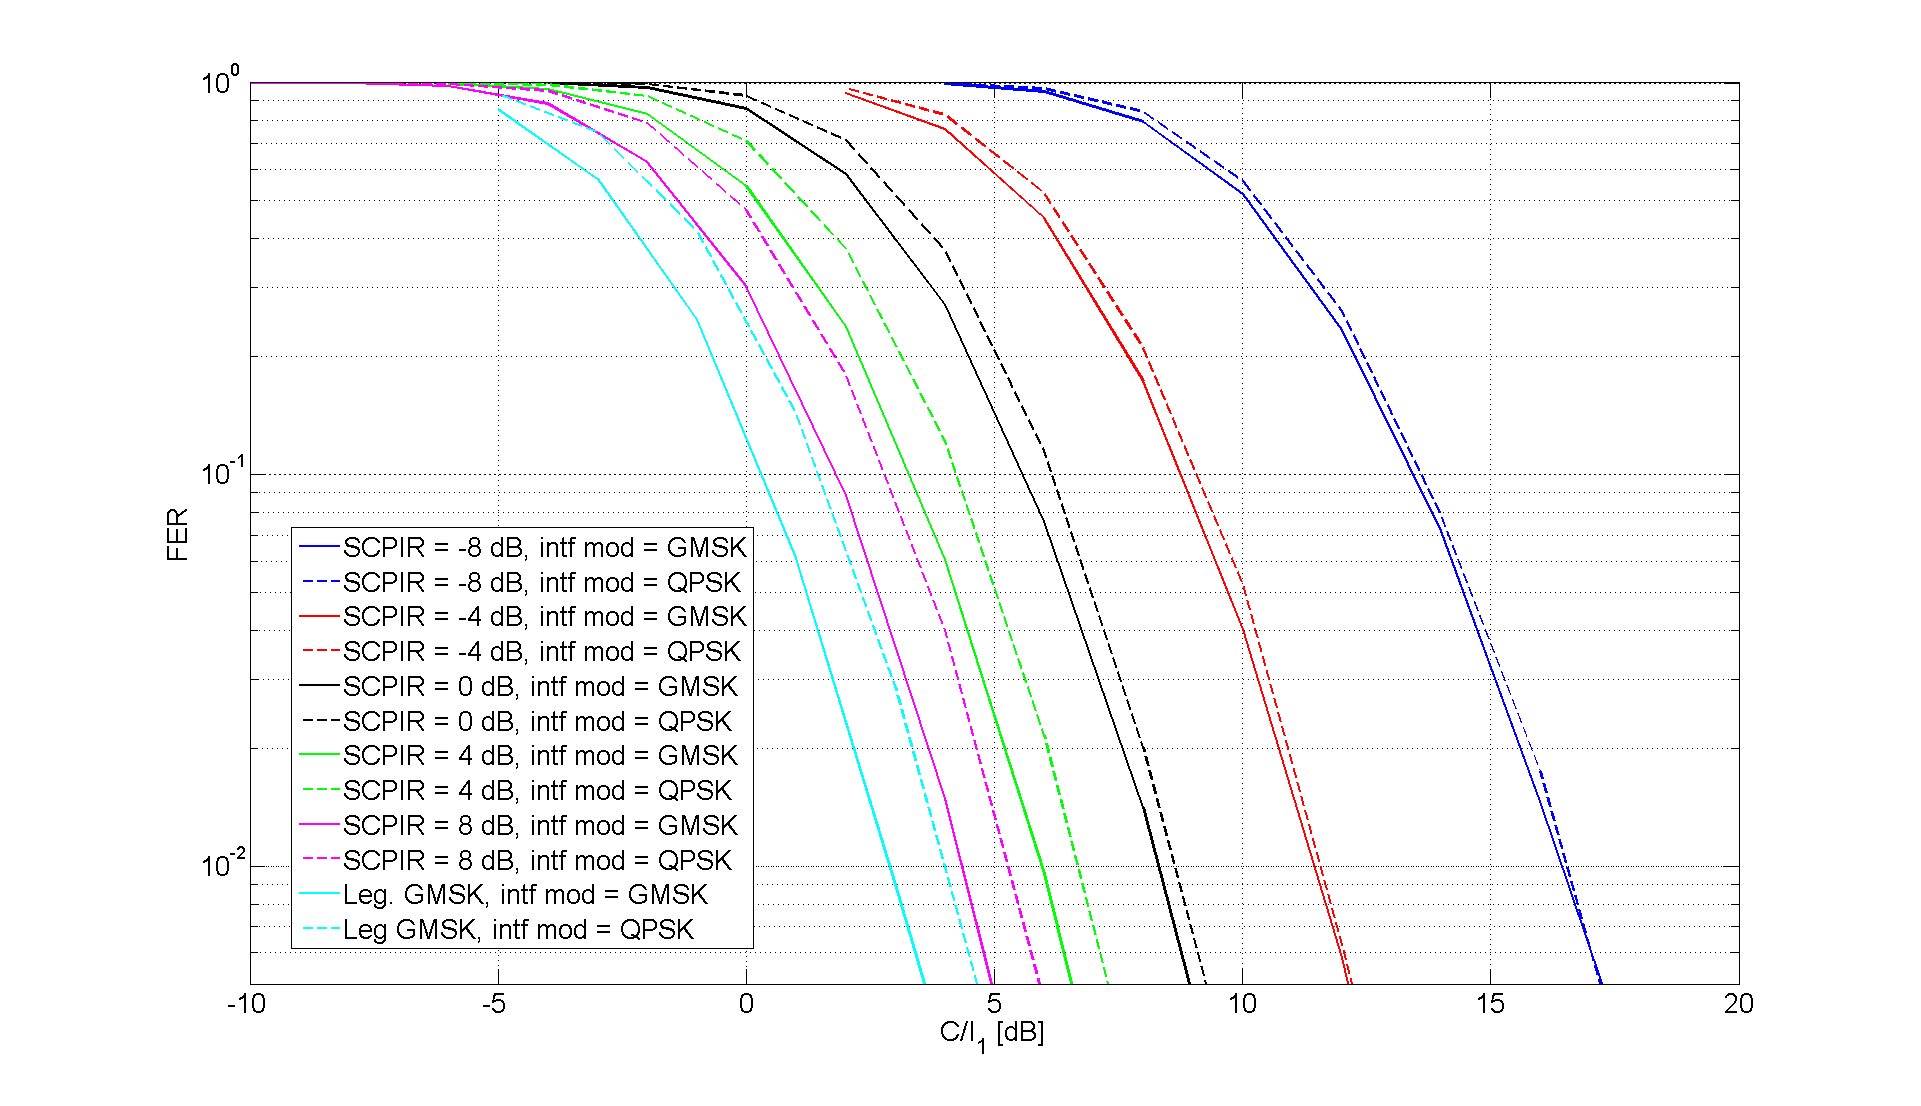 10^0
10^-1
10^-2
FER
SCPIR = -8 dB, intf mod = GMSK
SCPIR = -8 dB, intf mod = QPSK
SCPIR = -4 dB, intf mod = GMSK
SCPIR = -4 dB, intf mod = QPSK
SCPIR = 0 dB, intf mod = GMSK
SCPIR = 0 dB, intf mod = QPSK
SCPIR = 4 dB, intf mod = GMSK
SCPIR = 4 dB, intf mod = QPSK
SCPIR = 8 dB, intf mod = GMSK
SCPIR = 8 dB, intf mod = QPSK
Leg. GMSK, intf mod = GMSK
Leg GMSK, intf mod = QPSK
-10 -5 0 5 10 15 20
C/I_1 [dB]